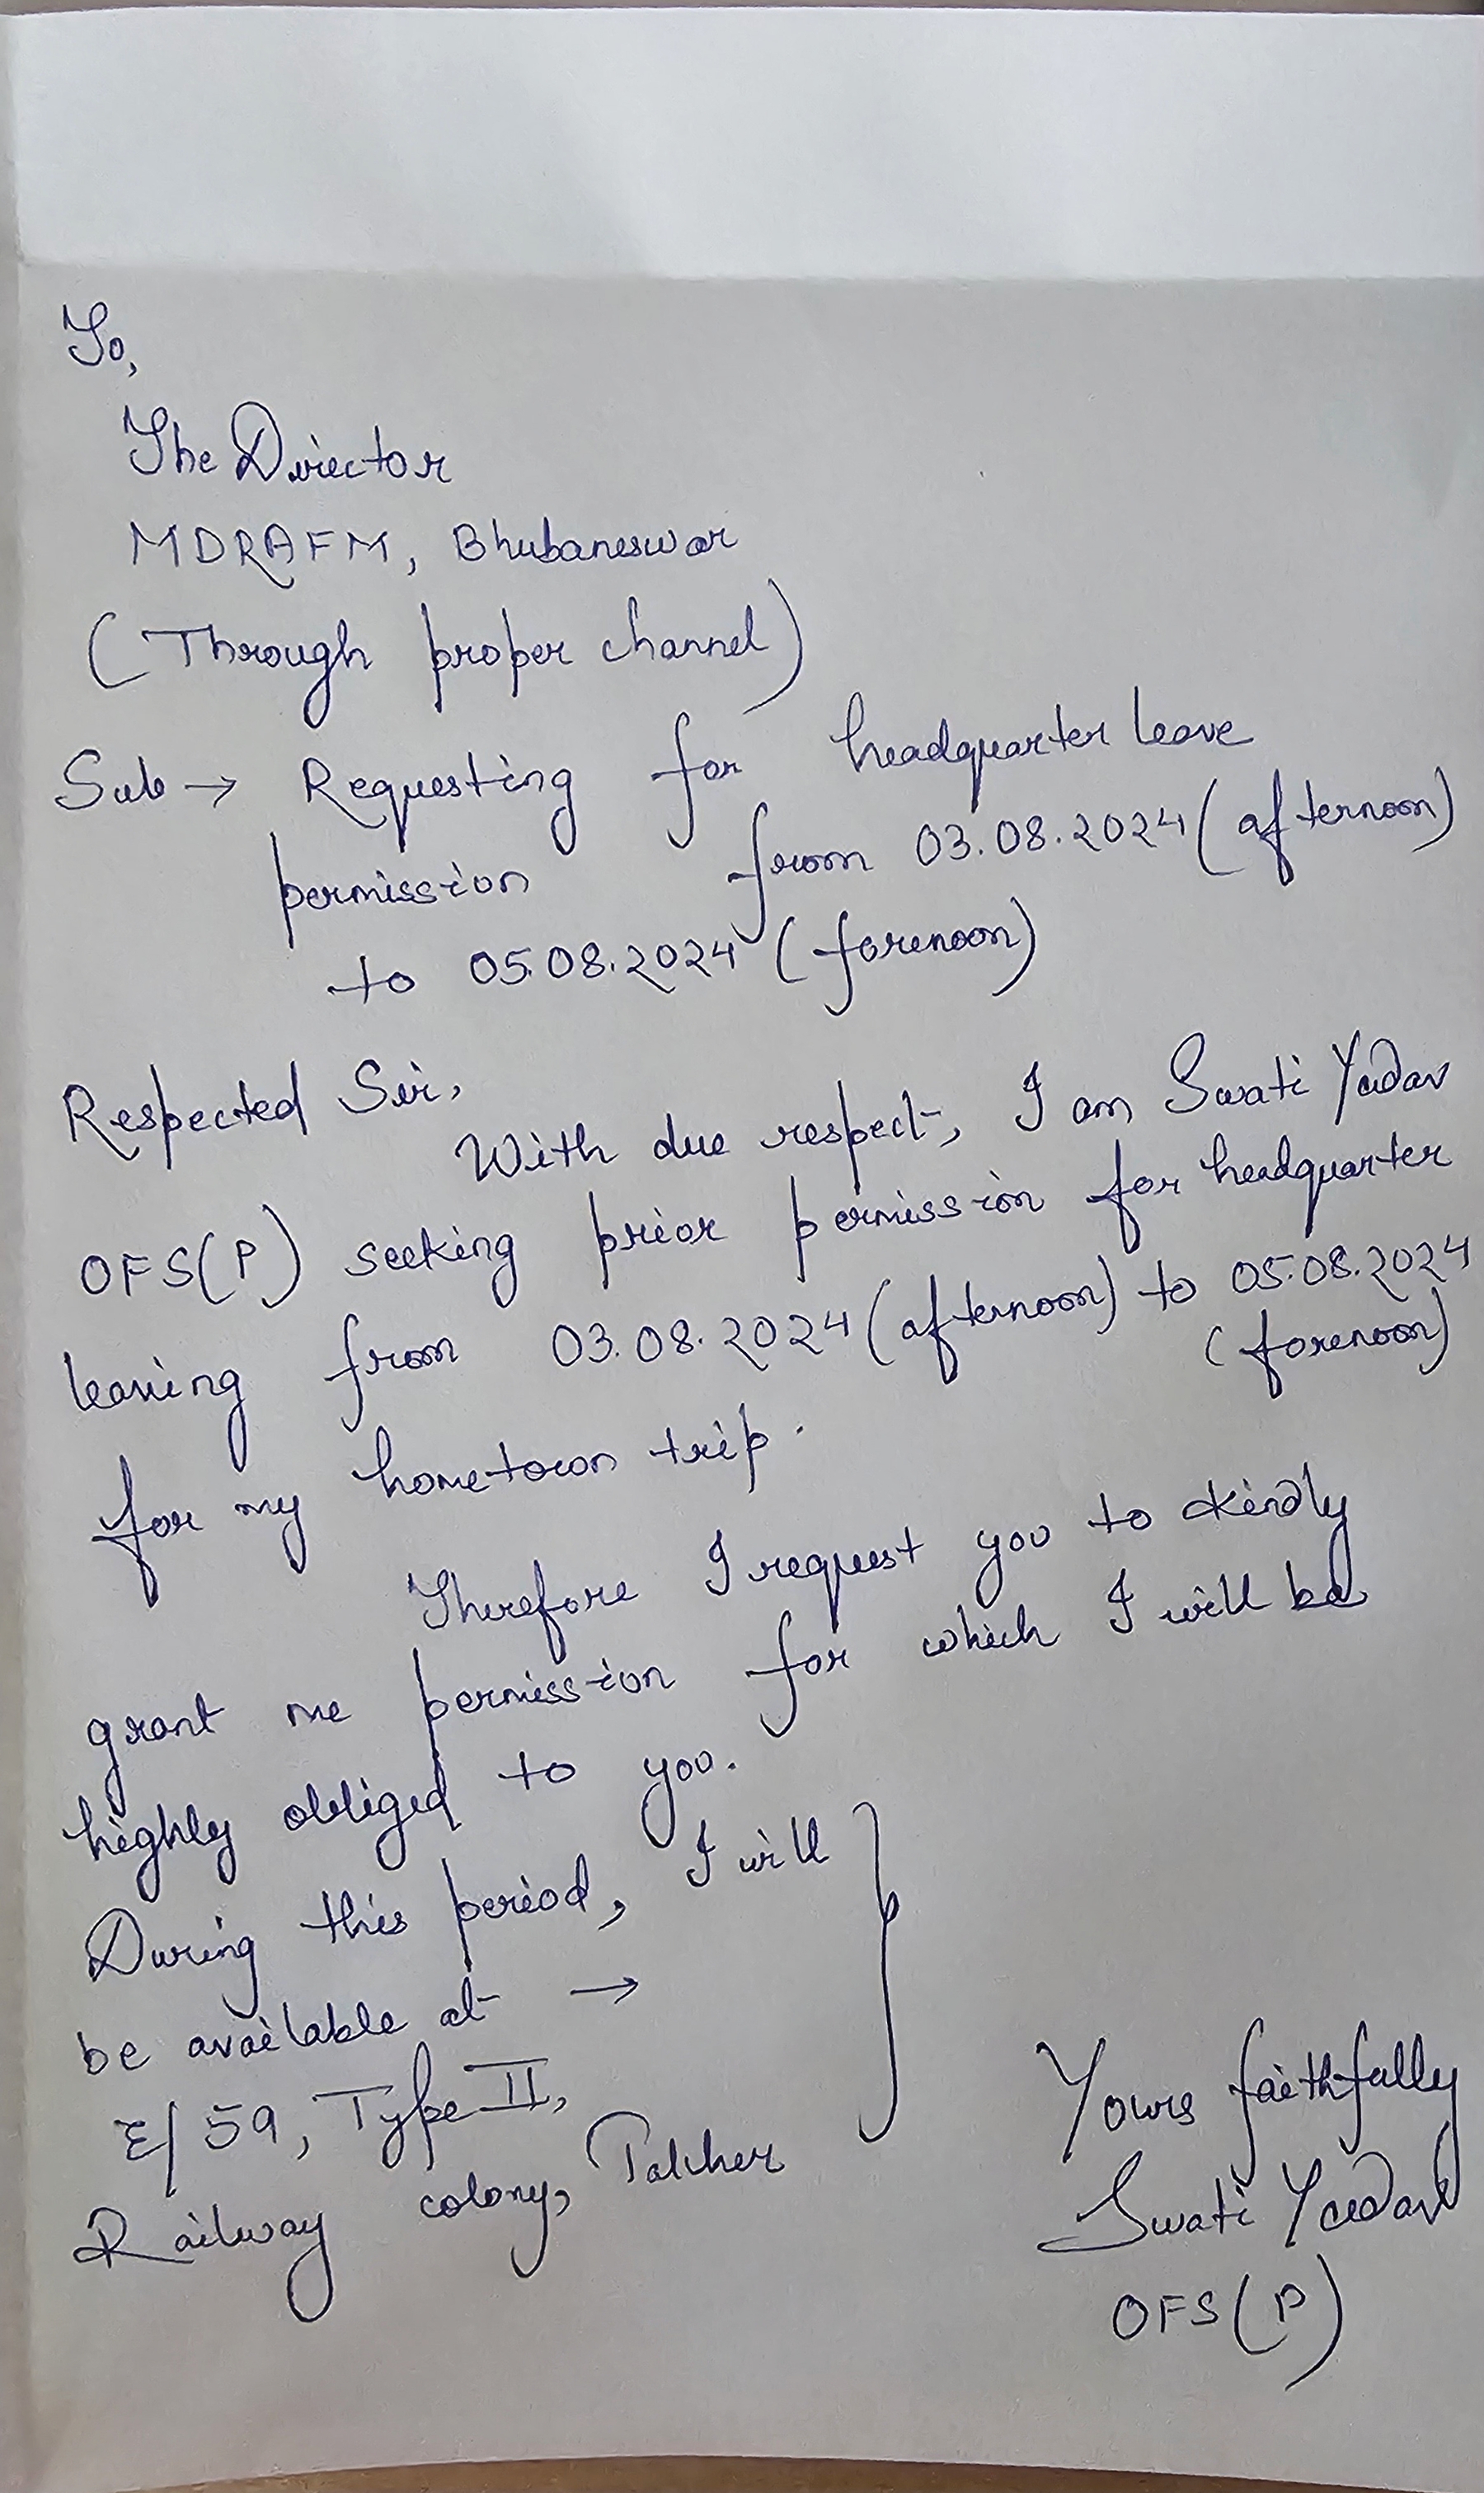 To,
The Director
MDRAFM, Bhubaneswar
(Through proper channel)
Sub → Requesting for headquarter leave
permission from 03.08.2024 (afternoon)
to 05.08.2024 (forenoon)
Respected Sir,
With due respect, I am Swati Yadav
OFS(P) seeking prior permission for headquarter
leaving from 03.08.2024 (afternoon) to 05.08.2024
(forenoon)
for my hometown trip.
Therefore I request you to kindly
grant me permission for which I will be
highly obliged to you.
During this period, I will
be available at →
E/59, Type II,
Railway colony, Talcher
Yours faithfully
Swati Yadav
OFS(P)